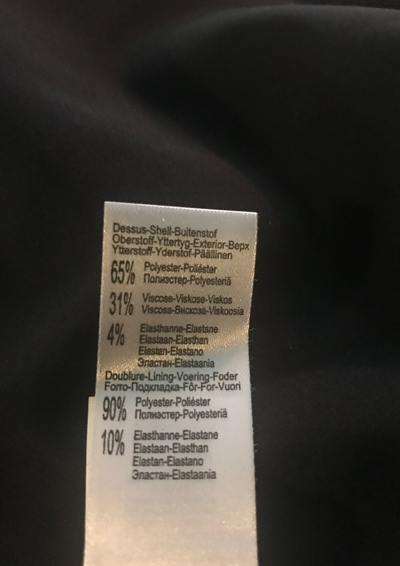 Dessus-Shell-Buitenstof
Oberstoff-Yttertyg-Exterior-Верх
Ytterstoff-Yderstof-Päällinen
65% Polyester-Poliéster
Полиэстер-Polyesteriä
31% Viscose-Viskose-Viskos
Viscosa-Вискоза-Viskoosia
4% Elasthanne-Elastane
Elastaan-Elasthan
Elastan-Elastano
Эластан-Elastaania
Doublure-Lining-Voering-Foder
Forro-Подкладка-Fôr-For-Vuori
90% Polyester-Poliéster
Полиэстер-Polyesteriä
10% Elasthanne-Elastane
Elastaan-Elasthan
Elastan-Elastano
Эластан-Elastaania